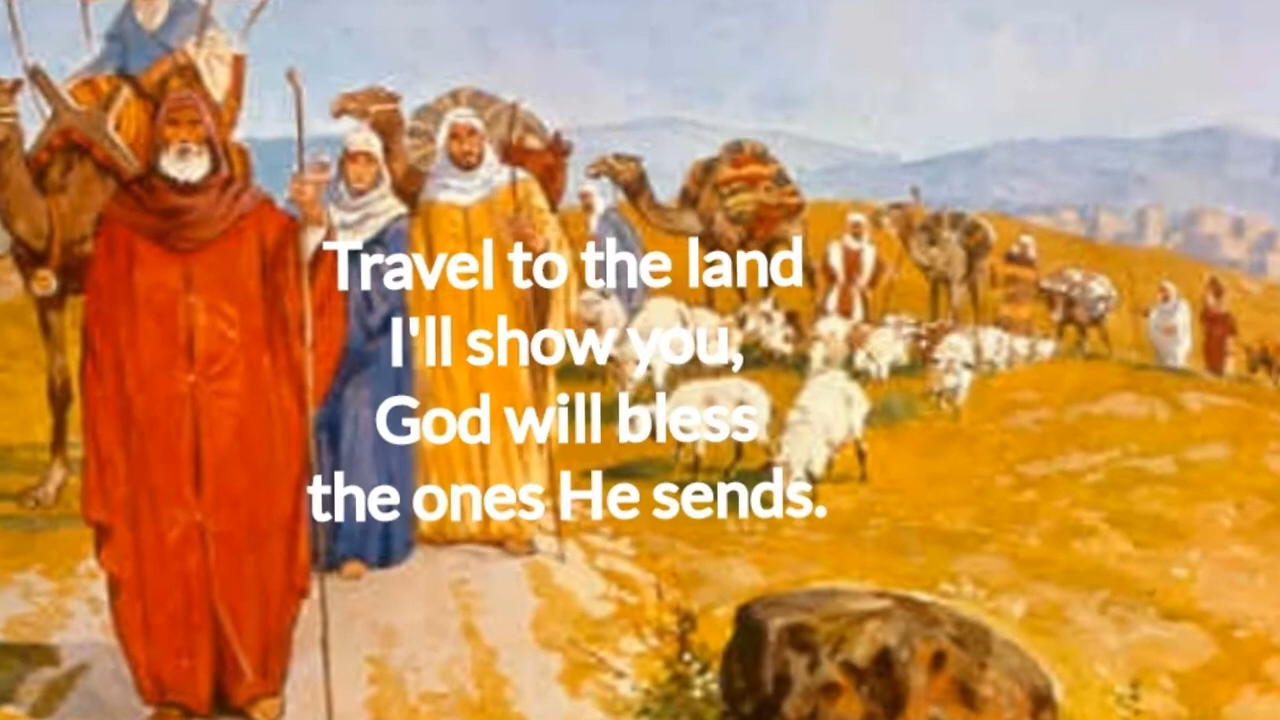 Travel to the land
I'll show you,
God will bless
the ones He sends.